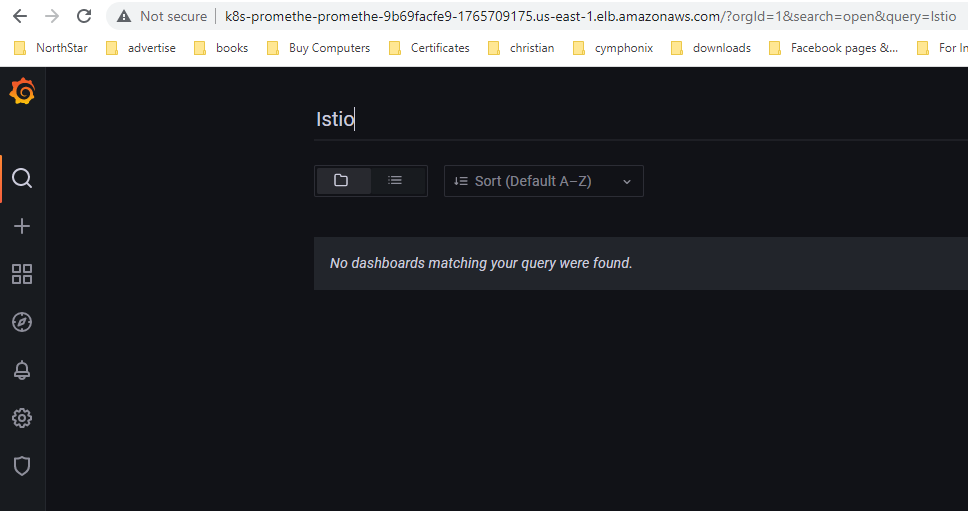 Not secure k8s-promethe-promethe-9b69facfe9-1765709175.us-east-1.elb.amazonaws.com/?orgId=1&search=open&query=Istio
NorthStar advertise books Buy Computers Certificates christian cymphonix downloads Facebook pages &... For In
Istio
Sort (Default A–Z)
No dashboards matching your query were found.